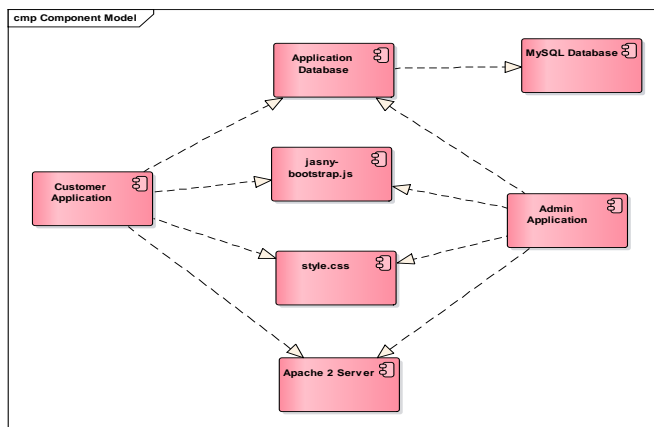 cmp Component Model
Application
Database
MySQL Database
jasny-
bootstrap.js
Customer
Application
Admin
Application
style.css
Apache 2 Server